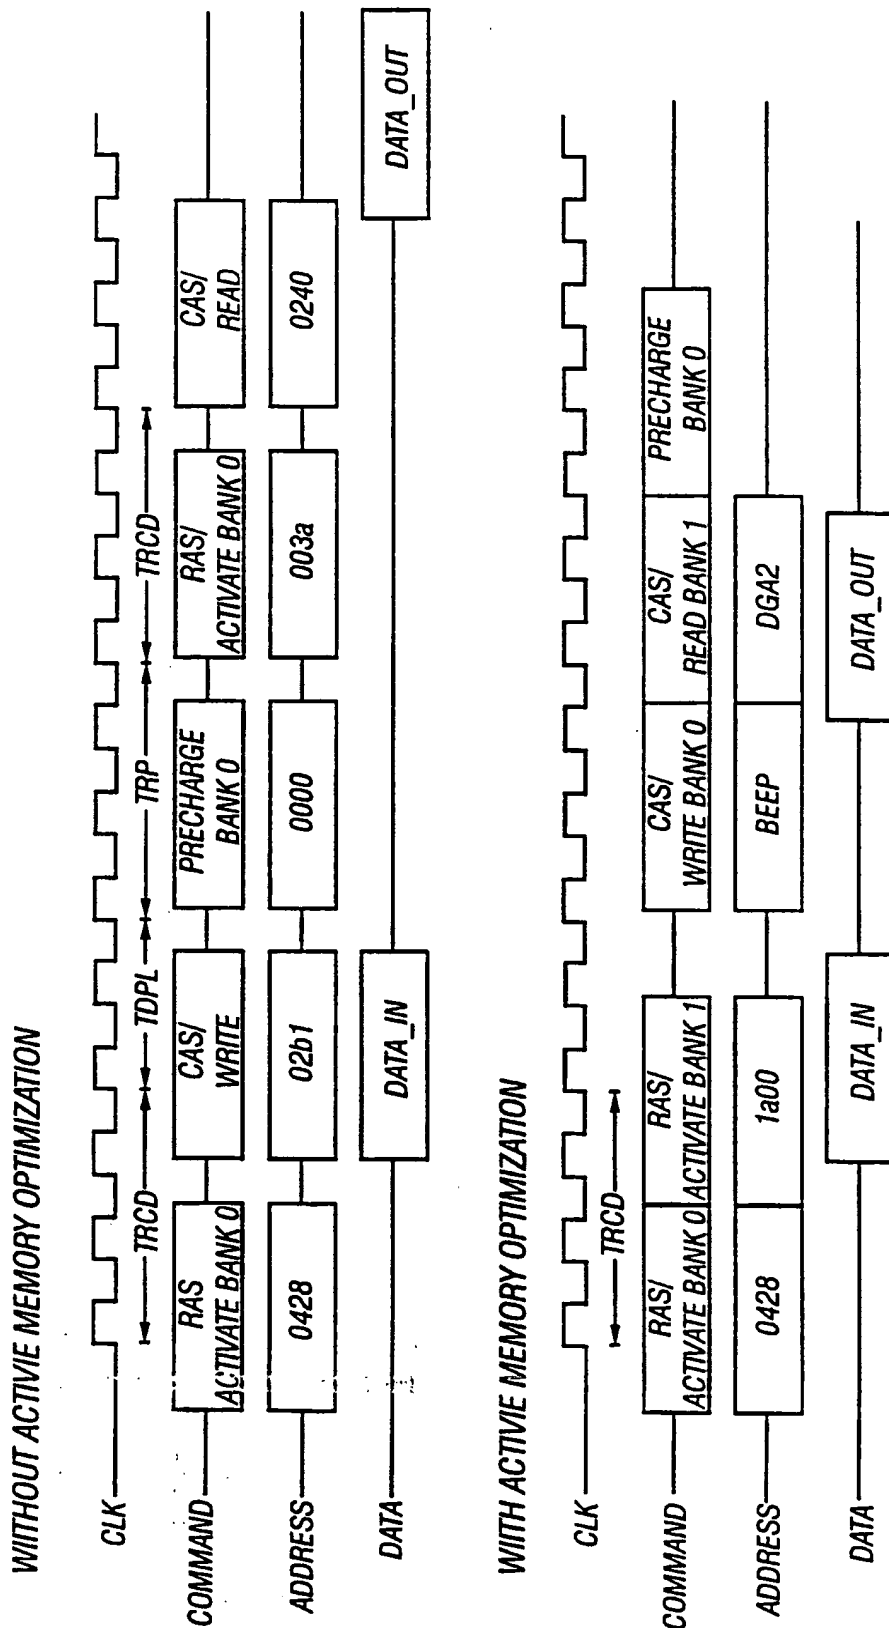 WIITHOUT ACTIVIE MEMORY OPTIMIZATION
CLK
TRCD
TDPL
TRP
TRCD
COMMAND
RAS
ACTIVATE BANK 0
CAS/
WRITE
PRECHARGE
BANK 0
RAS/
ACTIVATE BANK 0
CAS/
READ
ADDRESS
0428
02b1
0000
003a
0240
DATA
DATA_IN
DATA_OUT
WIITH ACTIVIE MEMORY OPTIMIZATION
CLK
TRCD
COMMAND
RAS/
ACTIVATE BANK 0
RAS/
ACTIVATE BANK 1
CAS/
WRITE BANK 0
CAS/
READ BANK 1
PRECHARGE
BANK 0
ADDRESS
0428
1a00
BEEP
DGA2
DATA
DATA_IN
DATA_OUT